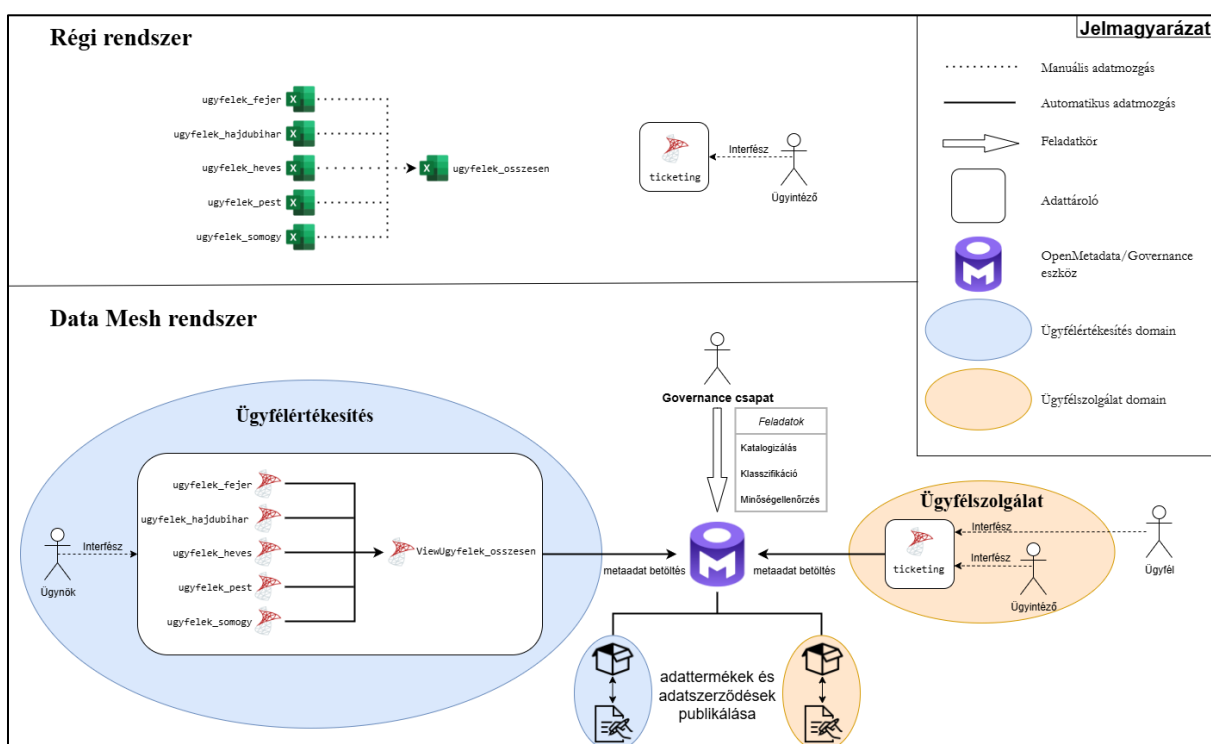 Régi rendszer
ugyfelek_fejer
ugyfelek_hajdubihar
ugyfelek_heves
ugyfelek_osszesen
ugyfelek_pest
ugyfelek_somogy
ticketing
Interfész
Ügyintéző
Jelmagyarázat
Manuális adatmozgás
Automatikus adatmozgás
Feladatkör
Adattároló
OpenMetadata/Governance
eszköz
Ügyfélértékesítés domain
Ügyfélszolgálat domain
Data Mesh rendszer
Ügyfélértékesítés
ugyfelek_fejer
ugyfelek_hajdubihar
ugyfelek_heves
ViewUgyfelek_osszesen
ugyfelek_pest
ugyfelek_somogy
Interfész
Ügynök
Governance csapat
Feladatok
Katalogizálás
Klasszifikáció
Minőségellenőrzés
metaadat betöltés
metaadat betöltés
Ügyfélszolgálat
ticketing
Interfész
Interfész
Ügyintéző
Ügyfél
adattermékek és
adatszerződések
publikálása